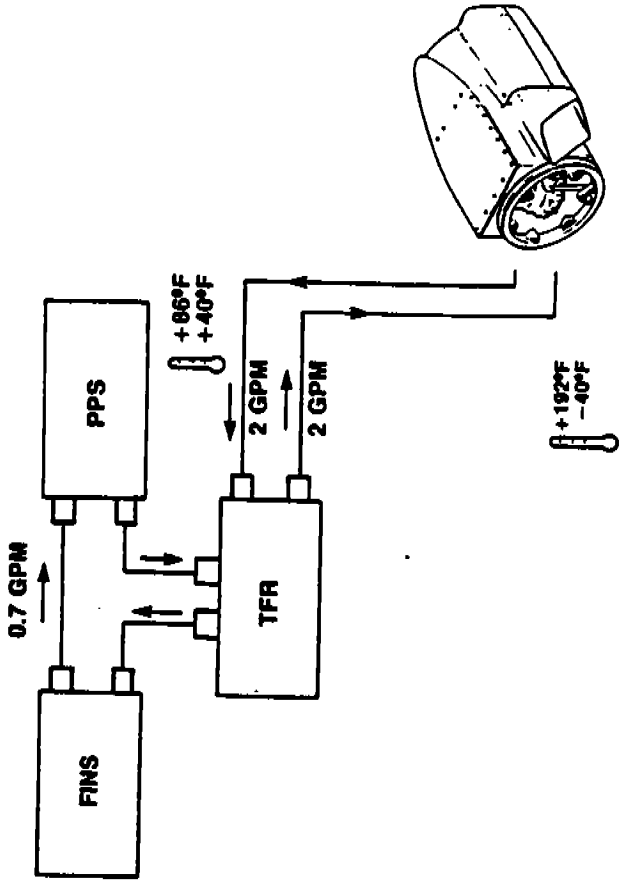 0.7 GPM
FINS
PPS
+86°F
+40°F
2 GPM
2 GPM
TFR
+192°F
-40°F